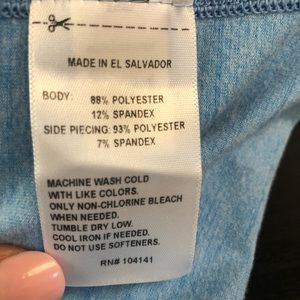 MADE IN EL SALVADOR
BODY: 88% POLYESTER
12% SPANDEX
SIDE PIECING: 93% POLYESTER
7% SPANDEX
MACHINE WASH COLD
WITH LIKE COLORS.
ONLY NON-CHLORINE BLEACH
WHEN NEEDED.
TUMBLE DRY LOW.
COOL IRON IF NEEDED.
DO NOT USE SOFTENERS.
RN# 104141